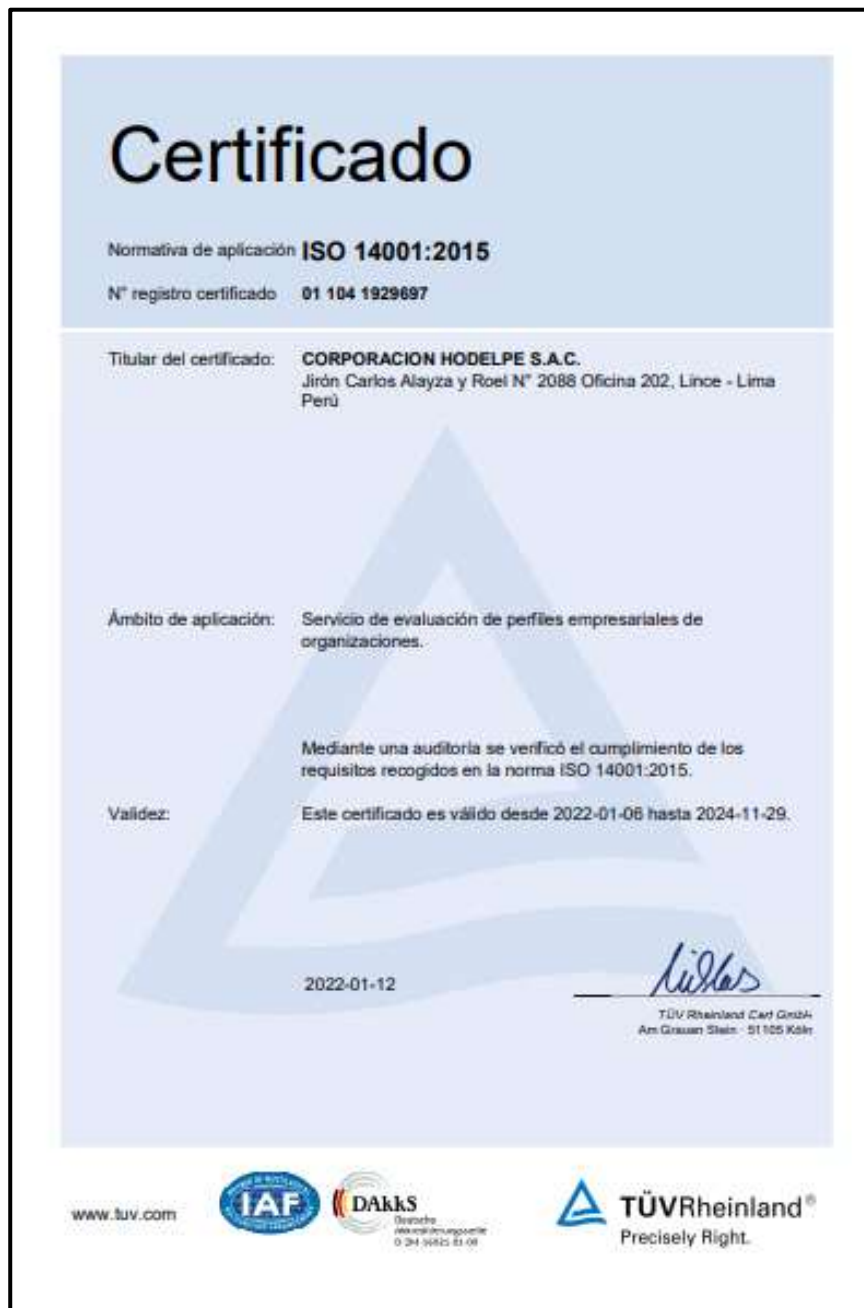 Certificado
Normativa de aplicación ISO 14001:2015
N° registro certificado 01 104 1929697
Titular del certificado: CORPORACION HODELPE S.A.C.
Jirón Carlos Alayza y Roel N° 2088 Oficina 202, Lince - Lima
Perú
Ámbito de aplicación: Servicio de evaluación de perfiles empresariales de
organizaciones.
Mediante una auditoría se verificó el cumplimiento de los
requisitos recogidos en la norma ISO 14001:2015.
Validez: Este certificado es válido desde 2022-01-06 hasta 2024-11-29.
2022-01-12
TÜV Rheinland Cert GmbH
Am Grauen Stein · 51105 Köln
www.tuv.com
IAF
DAkkS
Deutsche
Akkreditierungsstelle
TÜVRheinland®
Precisely Right.